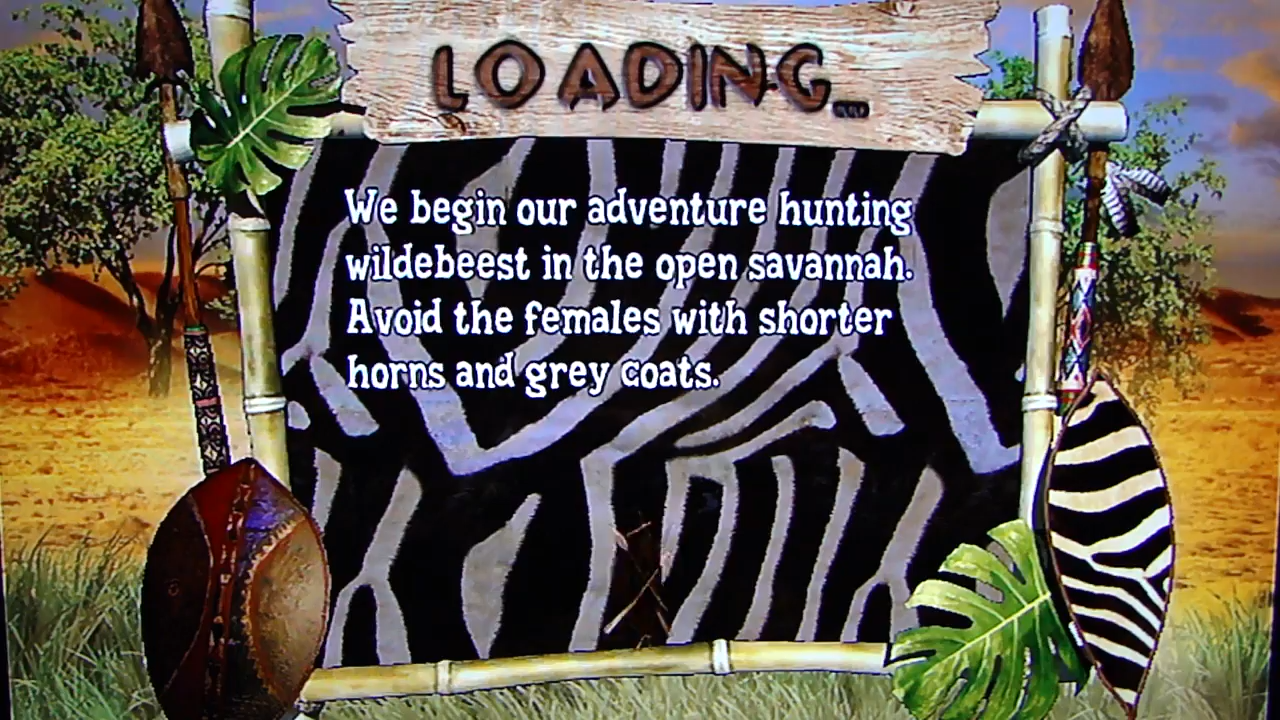 LOADING...
We begin our adventure hunting
wildebeest in the open savannah.
Avoid the females with shorter
horns and grey coats.